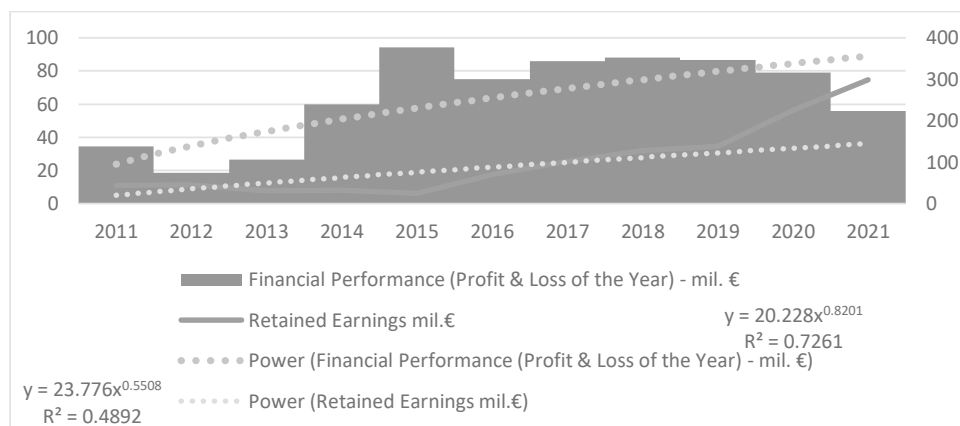 100 400
80 300
60 200
40 100
20
0 0
2011 2012 2013 2014 2015 2016 2017 2018 2019 2020 2021
Financial Performance (Profit & Loss of the Year) - mil. €
Retained Earnings mil.€
y = 20.228x^0.8201
R² = 0.7261
Power (Financial Performance (Profit & Loss of the Year) - mil. €)
y = 23.776x^0.5508
Power (Retained Earnings mil.€)
R² = 0.4892